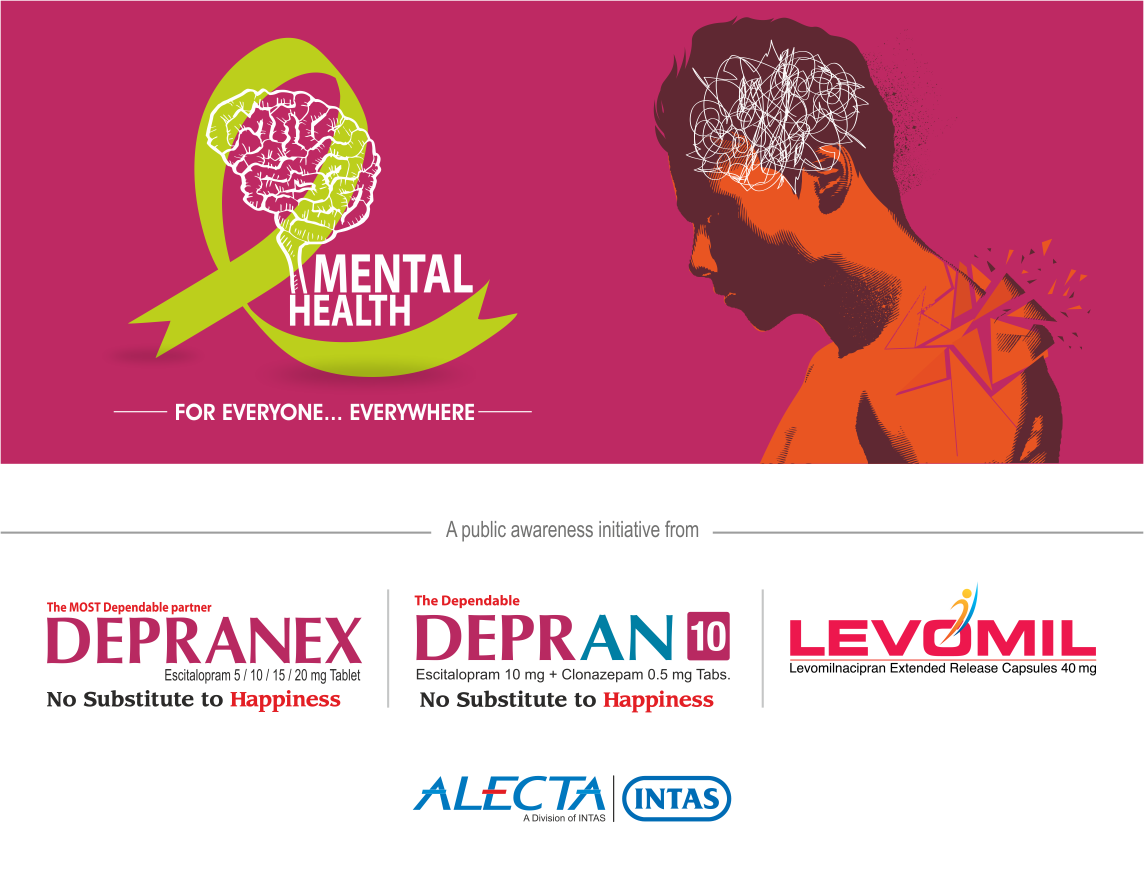 MENTAL
HEALTH
FOR EVERYONE... EVERYWHERE
A public awareness initiative from
The MOST Dependable partner
DEPRANEX
Escitalopram 5 / 10 / 15 / 20 mg Tablet
No Substitute to Happiness
The Dependable
DEPRAN 10
Escitalopram 10 mg + Clonazepam 0.5 mg Tabs.
No Substitute to Happiness
LEVOMIL
Levomilnacipran Extended Release Capsules 40 mg
ALECTA
A Division of INTAS
INTAS